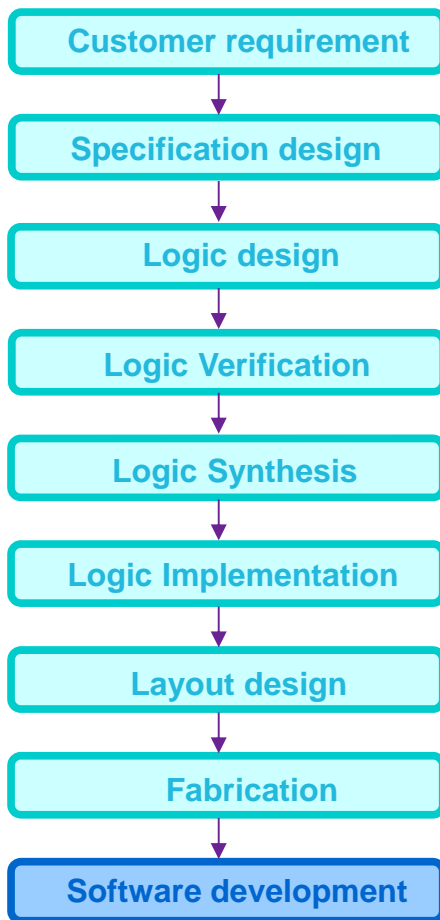 Customer requirement
Specification design
Logic design
Logic Verification
Logic Synthesis
Logic Implementation
Layout design
Fabrication
Software development